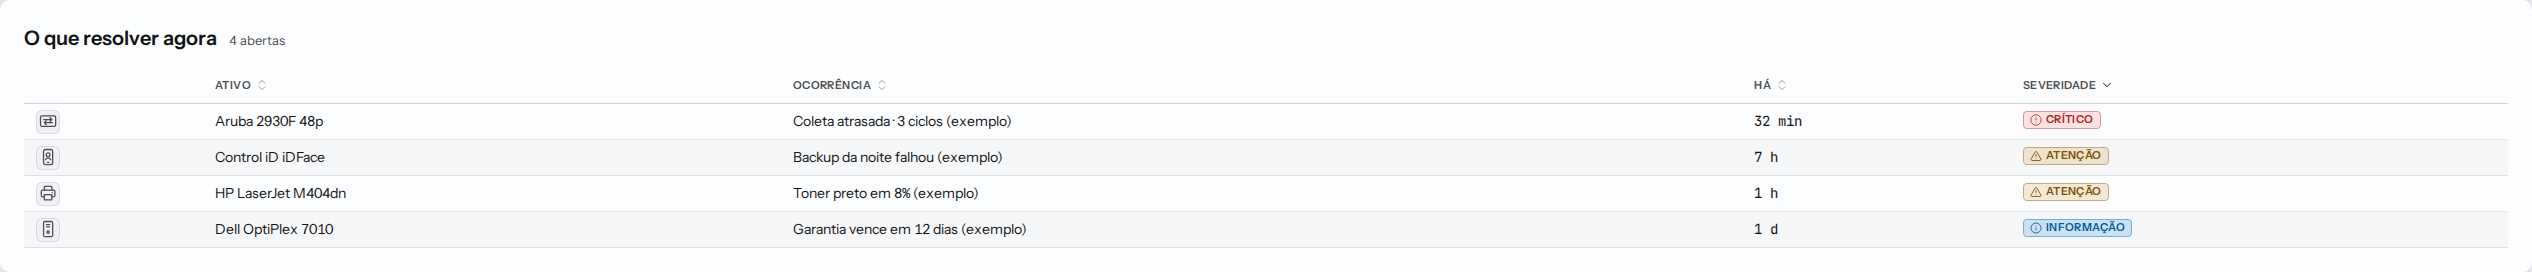 O que resolver agora 4 abertas
ATIVO OCORRÊNCIA HÁ SEVERIDADE
Aruba 2930F 48p Coleta atrasada · 3 ciclos (exemplo) 32 min CRÍTICO
Control iD iDFace Backup da noite falhou (exemplo) 7 h ATENÇÃO
HP LaserJet M404dn Toner preto em 8% (exemplo) 1 h ATENÇÃO
Dell OptiPlex 7010 Garantia vence em 12 dias (exemplo) 1 d INFORMAÇÃO